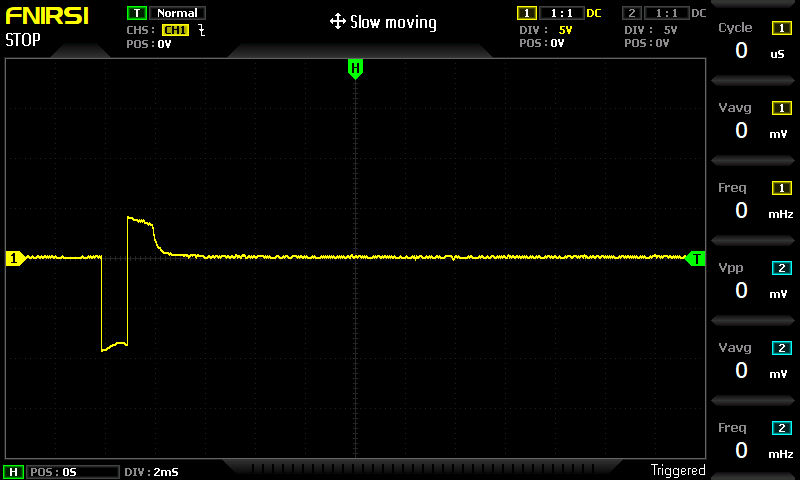 FNIRSI
STOP
T Normal
CHS: CH1
POS: 0V
Slow moving
1 1:1 DC
DIV: 5V
POS: 0V
2 1:1 DC
DIV: 5V
POS: 0V
H
1
T
Cycle 1
0 uS
Vavg 1
0 mV
Freq 1
0 mHz
Vpp 2
0 mV
Vavg 2
0 mV
Freq 2
0 mHz
H POS: 0S DIV: 2mS
Triggered